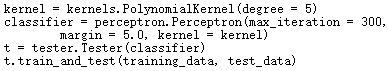 kernel = kernels.PolynomialKernel(degree = 5)
classifier = perceptron.Perceptron(max_iteration = 300,
margin = 5.0, kernel = kernel)
t = tester.Tester(classifier)
t.train_and_test(training_data, test_data)